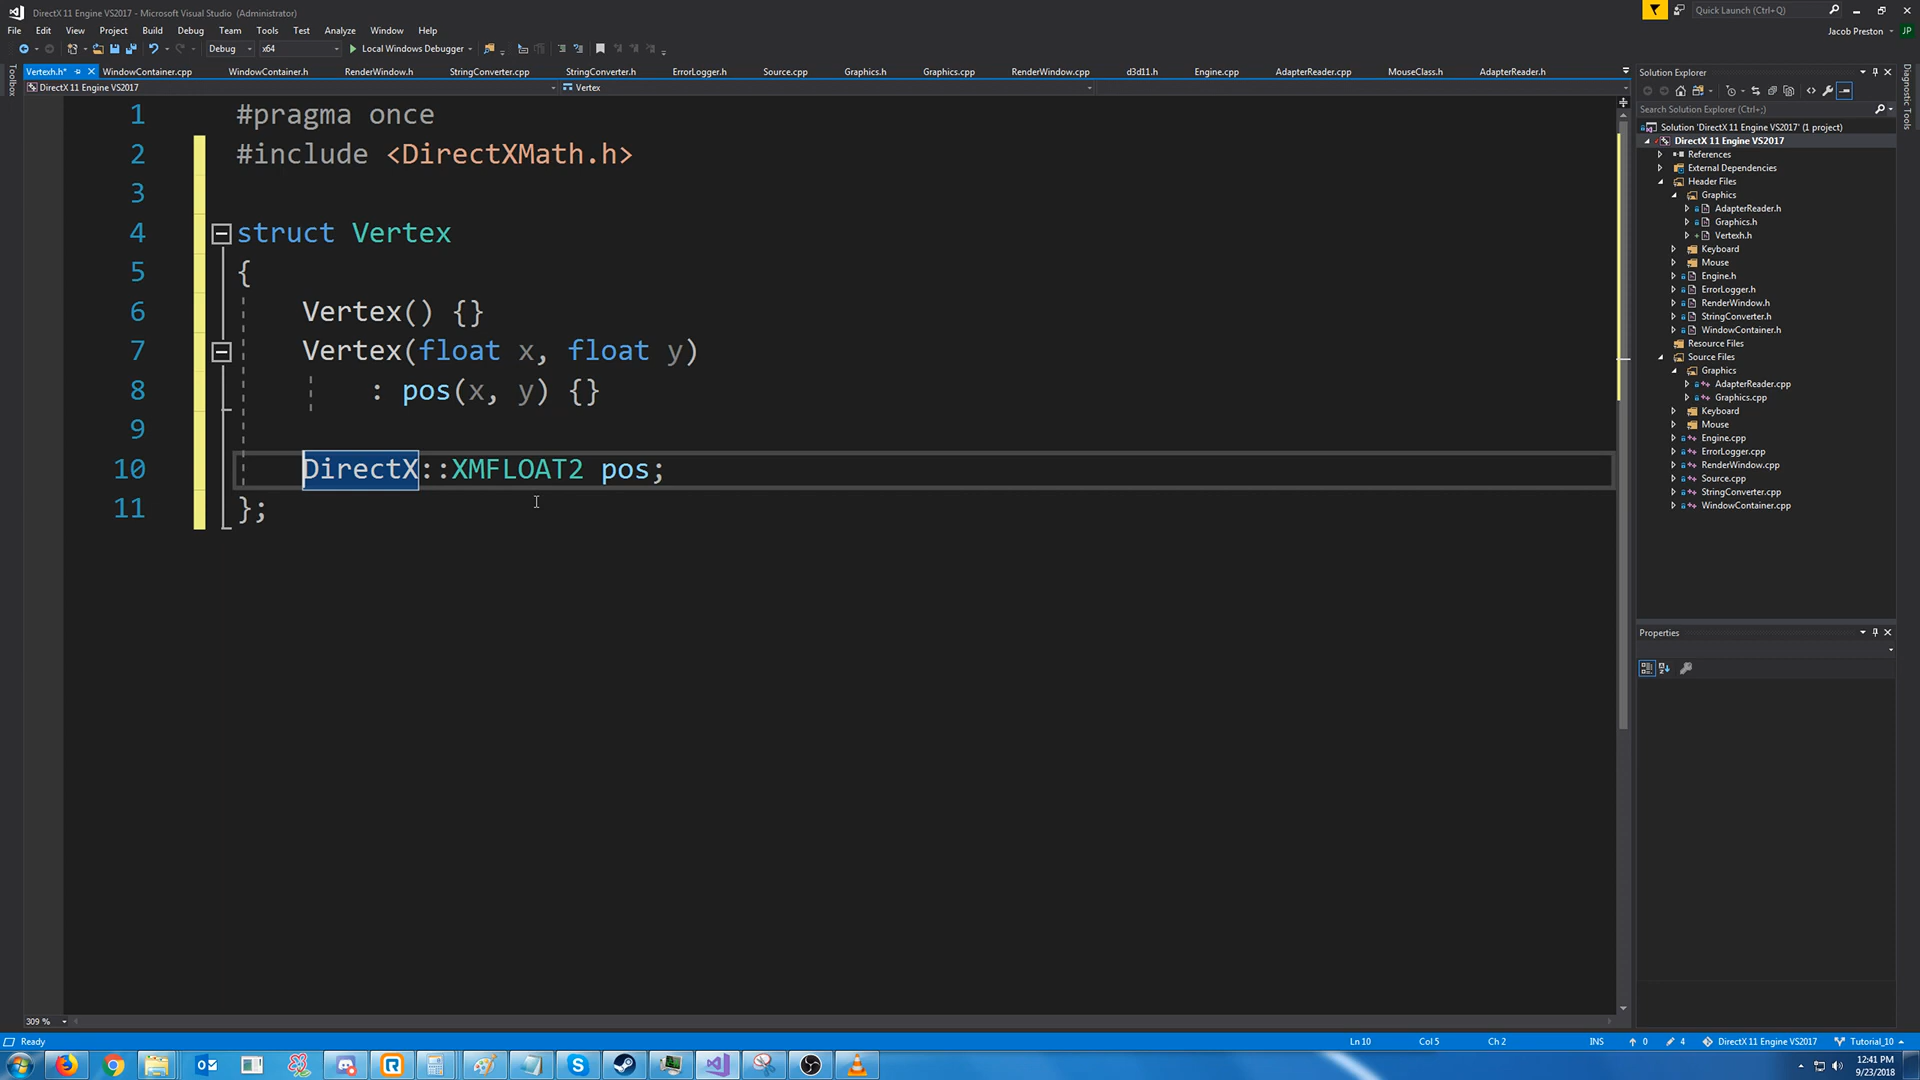 DirectX 11 Engine VS2017 - Microsoft Visual Studio (Administrator)
Quick Launch (Ctrl+Q)
File Edit View Project Build Debug Team Tools Test Analyze Window Help
Jacob Preston JP
Debug x64 Local Windows Debugger
Toolbox
Vertexh.h* WindowContainer.cpp WindowContainer.h RenderWindow.h StringConverter.cpp StringConverter.h ErrorLogger.h Source.cpp Graphics.h Graphics.cpp RenderWindow.cpp d3d11.h Engine.cpp AdapterReader.cpp MouseClass.h AdapterReader.h
DirectX 11 Engine VS2017 Vertex
1 #pragma once
2 #include <DirectXMath.h>
3
4 struct Vertex
5 {
6 Vertex() {}
7 Vertex(float x, float y)
8 : pos(x, y) {}
9
10 DirectX::XMFLOAT2 pos;
11 };
309 %
Solution Explorer
Search Solution Explorer (Ctrl+;)
Solution 'DirectX 11 Engine VS2017' (1 project)
DirectX 11 Engine VS2017
References
External Dependencies
Header Files
Graphics
AdapterReader.h
Graphics.h
Vertexh.h
Keyboard
Mouse
Engine.h
ErrorLogger.h
RenderWindow.h
StringConverter.h
WindowContainer.h
Resource Files
Source Files
Graphics
AdapterReader.cpp
Graphics.cpp
Keyboard
Mouse
Engine.cpp
ErrorLogger.cpp
RenderWindow.cpp
Source.cpp
StringConverter.cpp
WindowContainer.cpp
Properties
Diagnostic Tools
Ready Ln 10 Col 5 Ch 2 INS 0 4 DirectX 11 Engine VS2017 Tutorial_10
12:41 PM
9/23/2018